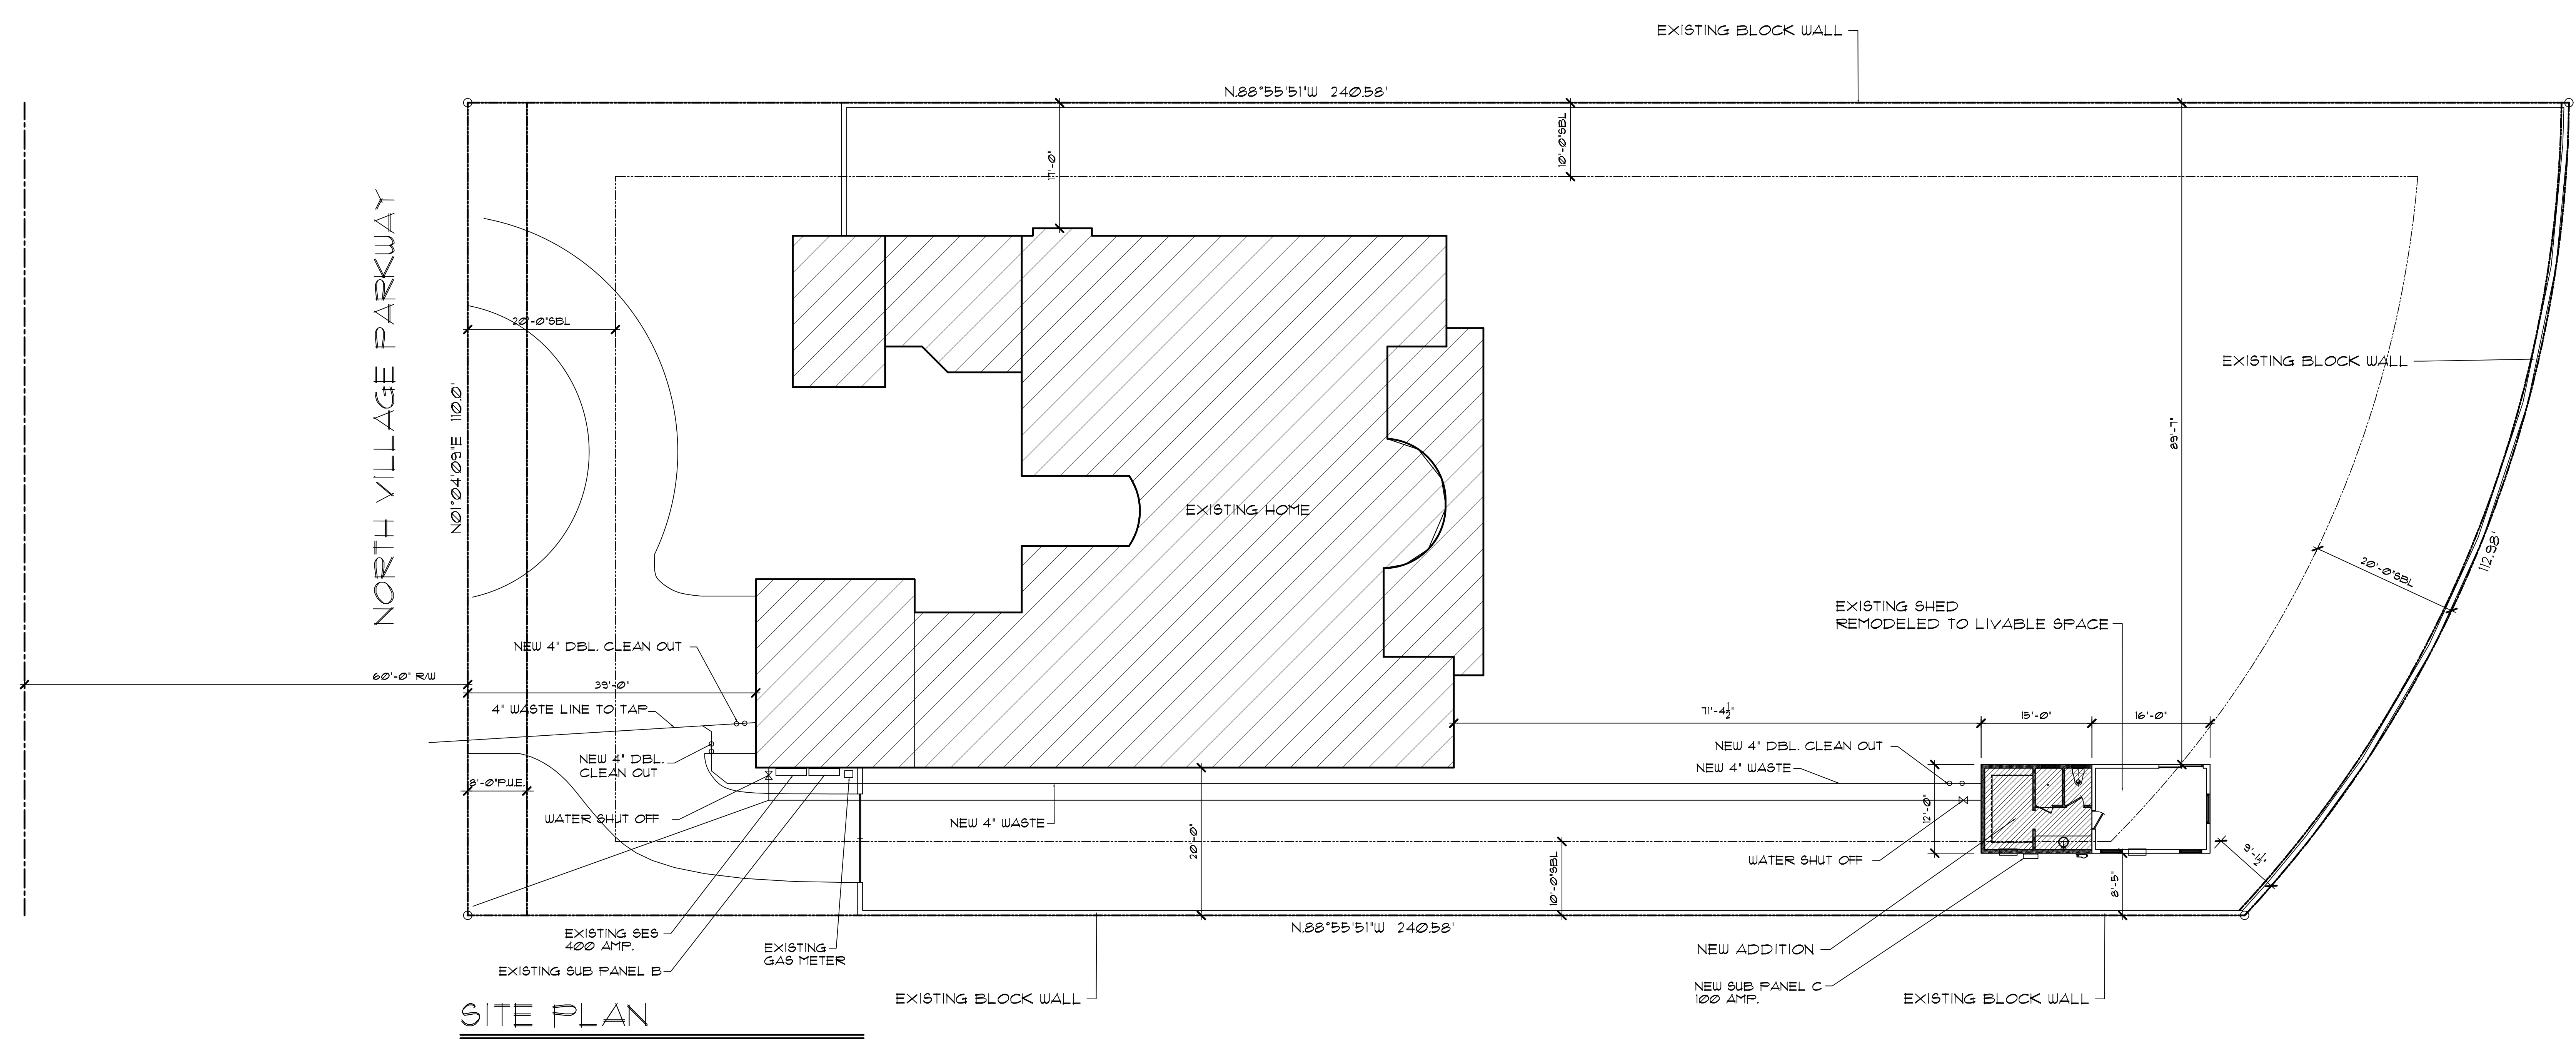 EXISTING BLOCK WALL
N.88°55'51"W 240.58'
17'-0"
10'-0"SBL
NORTH VILLAGE PARKWAY
20'-0"SBL
N01°04'09"E 110.0'
EXISTING BLOCK WALL
89'-7"
EXISTING HOME
112.98'
20'-0"SBL
EXISTING SHED
REMODELED TO LIVABLE SPACE
NEW 4" DBL. CLEAN OUT
60'-0" R/W
39'-0"
4" WASTE LINE TO TAP
71'-4½"
15'-0"
16'-0"
NEW 4" DBL. CLEAN OUT
NEW 4" DBL.
CLEAN OUT
NEW 4" WASTE
8'-0"P.U.E.
12'-0"
WATER SHUT OFF
NEW 4" WASTE
20'-0"
WATER SHUT OFF
10'-0"SBL
8'-5"
N.88°55'51"W 240.58'
EXISTING SES
400 AMP.
EXISTING
GAS METER
EXISTING SUB PANEL B
NEW ADDITION
NEW SUB PANEL C
100 AMP.
EXISTING BLOCK WALL
EXISTING BLOCK WALL
SITE PLAN